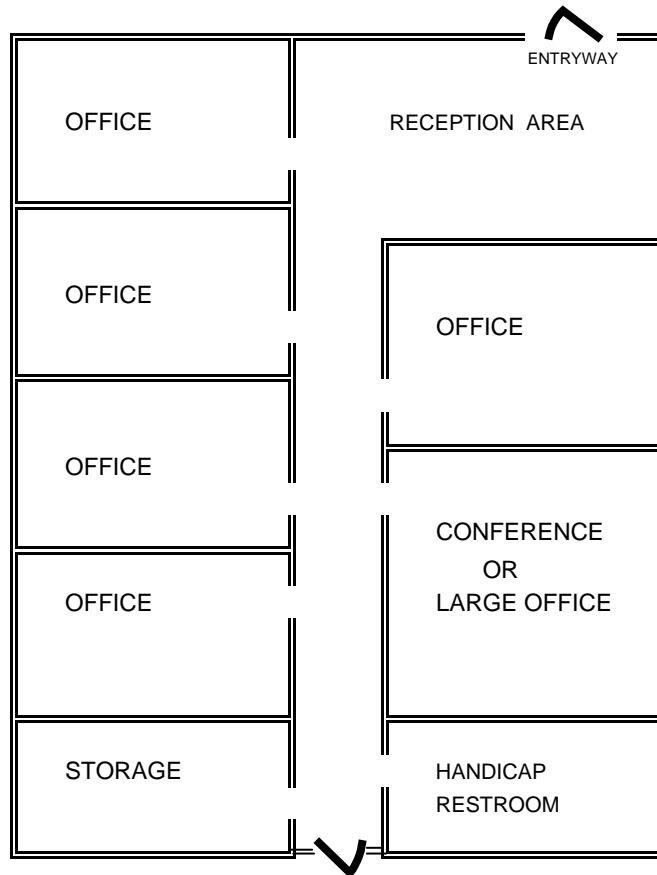 ENTRYWAY
OFFICE
RECEPTION AREA
OFFICE
OFFICE
OFFICE
CONFERENCE
OR
LARGE OFFICE
OFFICE
STORAGE
HANDICAP
RESTROOM